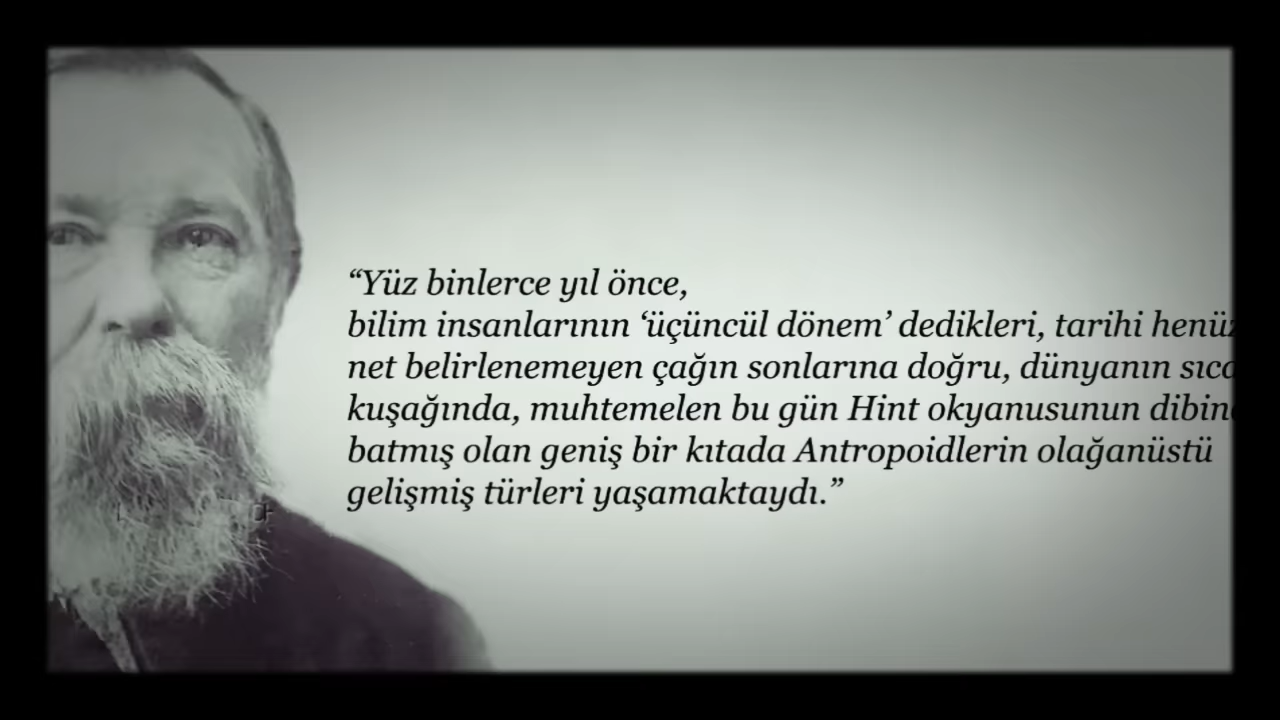 “Yüz binlerce yıl önce,
bilim insanlarının ‘üçüncül dönem’ dedikleri, tarihi henüz
net belirlenemeyen çağın sonlarına doğru, dünyanın
kuşağında, muhtemelen bu gün Hint okyanusunun
batmış olan geniş bir kıtada Antropoidlerin olağanüstü
gelişmiş türleri yaşamaktaydı.”